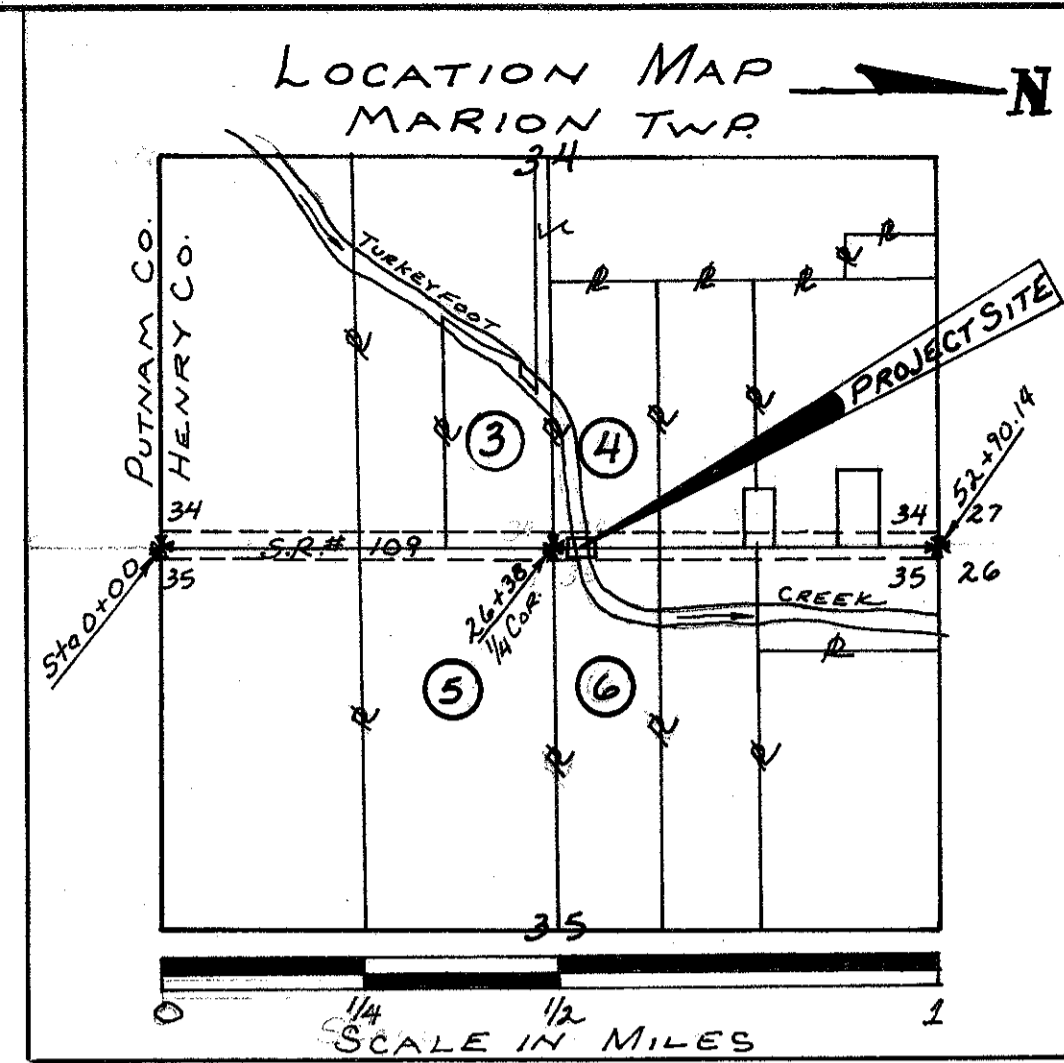 LOCATION MAP
MARION TWP.
N
34
PUTNAM CO.
HENRY CO.
TURKEYFOOT
PROJECT SITE
3
4
52+90.14
34
34
27
S.R.# 109
35
35
26
Sta 0+00
26+38
1/4 COR.
CREEK
5
6
35
0
1/4
1/2
1
SCALE IN MILES